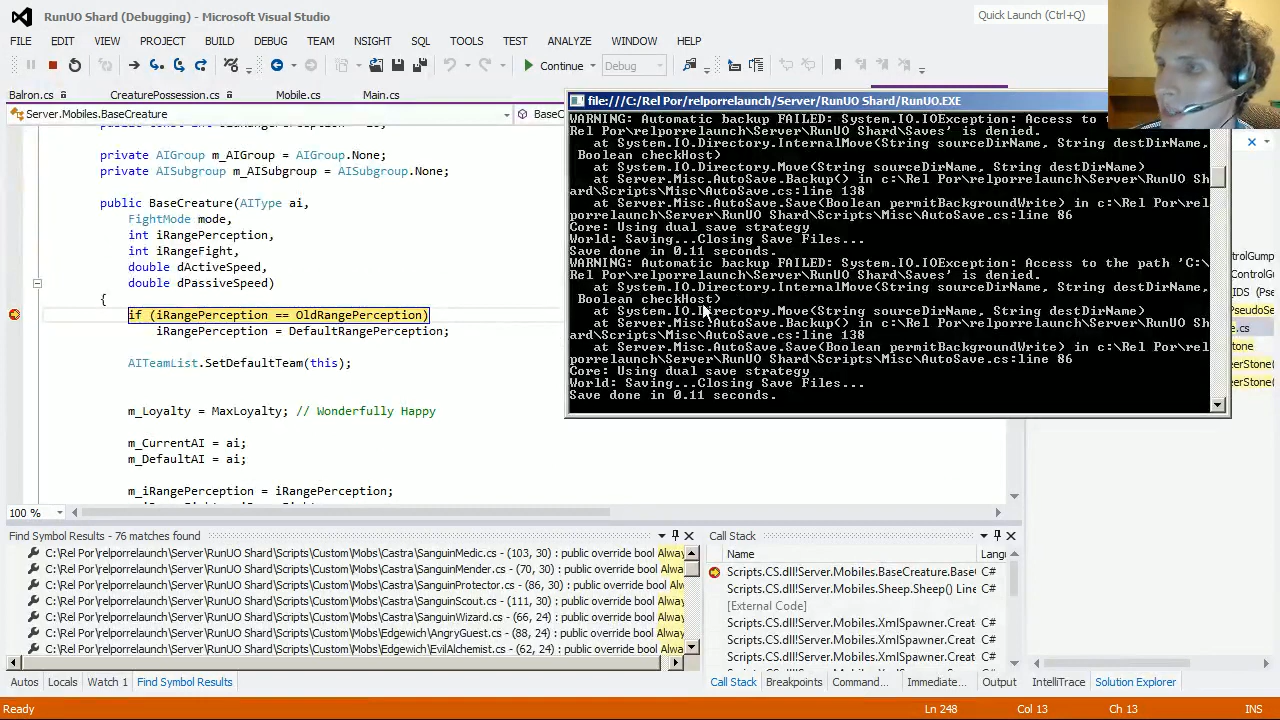 RunUO Shard (Debugging) - Microsoft Visual Studio
Quick Launch (Ctrl+Q)
FILE EDIT VIEW PROJECT BUILD DEBUG TEAM NSIGHT SQL TOOLS TEST ANALYZE WINDOW HELP
Continue Debug
Balron.cs CreaturePossession.cs Mobile.cs Main.cs
Server.Mobiles.BaseCreature
private AIGroup m_AIGroup = AIGroup.None;
private AISubgroup m_AISubgroup = AISubgroup.None;
public BaseCreature(AIType ai,
FightMode mode,
int iRangePerception,
int iRangeFight,
double dActiveSpeed,
double dPassiveSpeed)
{
if (iRangePerception == OldRangePerception)
iRangePerception = DefaultRangePerception;
AITeamList.SetDefaultTeam(this);
m_Loyalty = MaxLoyalty; // Wonderfully Happy
m_CurrentAI = ai;
m_DefaultAI = ai;
m_iRangePerception = iRangePerception;
100 %
file:///C:/Rel Por/relporrelaunch/Server/RunUO Shard/RunUO.EXE
WARNING: Automatic backup FAILED: System.IO.IOException: Access to the
Rel Por\relporrelaunch\Server\RunUO Shard\Saves' is denied.
at System.IO.Directory.InternalMove(String sourceDirName, String destDirName,
Boolean checkHost)
at System.IO.Directory.Move(String sourceDirName, String destDirName)
at Server.Misc.AutoSave.Backup() in c:\Rel Por\relporrelaunch\Server\RunUO Sh
ard\Scripts\Misc\AutoSave.cs:line 138
at Server.Misc.AutoSave.Save(Boolean permitBackgroundWrite) in c:\Rel Por\rel
porrelaunch\Server\RunUO Shard\Scripts\Misc\AutoSave.cs:line 86
Core: Using dual save strategy
World: Saving...Closing Save Files...
Save done in 0.11 seconds.
WARNING: Automatic backup FAILED: System.IO.IOException: Access to the path 'C:\
Rel Por\relporrelaunch\Server\RunUO Shard\Saves' is denied.
at System.IO.Directory.InternalMove(String sourceDirName, String destDirName,
Boolean checkHost)
at System.IO.Directory.Move(String sourceDirName, String destDirName)
at Server.Misc.AutoSave.Backup() in c:\Rel Por\relporrelaunch\Server\RunUO Sh
ard\Scripts\Misc\AutoSave.cs:line 138
at Server.Misc.AutoSave.Save(Boolean permitBackgroundWrite) in c:\Rel Por\rel
porrelaunch\Server\RunUO Shard\Scripts\Misc\AutoSave.cs:line 86
Core: Using dual save strategy
World: Saving...Closing Save Files...
Save done in 0.11 seconds.
Find Symbol Results - 76 matches found
C:\Rel Por\relporrelaunch\Server\RunUO Shard\Scripts\Custom\Mobs\Castra\SanguinMedic.cs - (103, 30) : public override bool Alway
C:\Rel Por\relporrelaunch\Server\RunUO Shard\Scripts\Custom\Mobs\Castra\SanguinMender.cs - (70, 30) : public override bool Alwa
C:\Rel Por\relporrelaunch\Server\RunUO Shard\Scripts\Custom\Mobs\Castra\SanguinProtector.cs - (86, 30) : public override bool Alw
C:\Rel Por\relporrelaunch\Server\RunUO Shard\Scripts\Custom\Mobs\Castra\SanguinScout.cs - (111, 30) : public override bool Alwa
C:\Rel Por\relporrelaunch\Server\RunUO Shard\Scripts\Custom\Mobs\Castra\SanguinWizard.cs - (66, 24) : public override bool Alwa
C:\Rel Por\relporrelaunch\Server\RunUO Shard\Scripts\Custom\Mobs\Edgewich\AngryGuest.cs - (88, 24) : public override bool Alwa
C:\Rel Por\relporrelaunch\Server\RunUO Shard\Scripts\Custom\Mobs\Edgewich\EvilAlchemist.cs - (62, 24) : public override bool Alw
Autos Locals Watch 1 Find Symbol Results
Call Stack
Name Lang
Scripts.CS.dll!Server.Mobiles.BaseCreature.Base C#
Scripts.CS.dll!Server.Mobiles.Sheep.Sheep() Line C#
[External Code]
Scripts.CS.dll!Server.Mobiles.XmlSpawner.Creat C#
Scripts.CS.dll!Server.Mobiles.XmlSpawner.Creat C#
Scripts.CS.dll!Server.Mobiles.XmlSpawner.Creat C#
Call Stack Breakpoints Command... Immediate... Output IntelliTrace Solution Explorer
Ready Ln 248 Col 13 Ch 13 INS